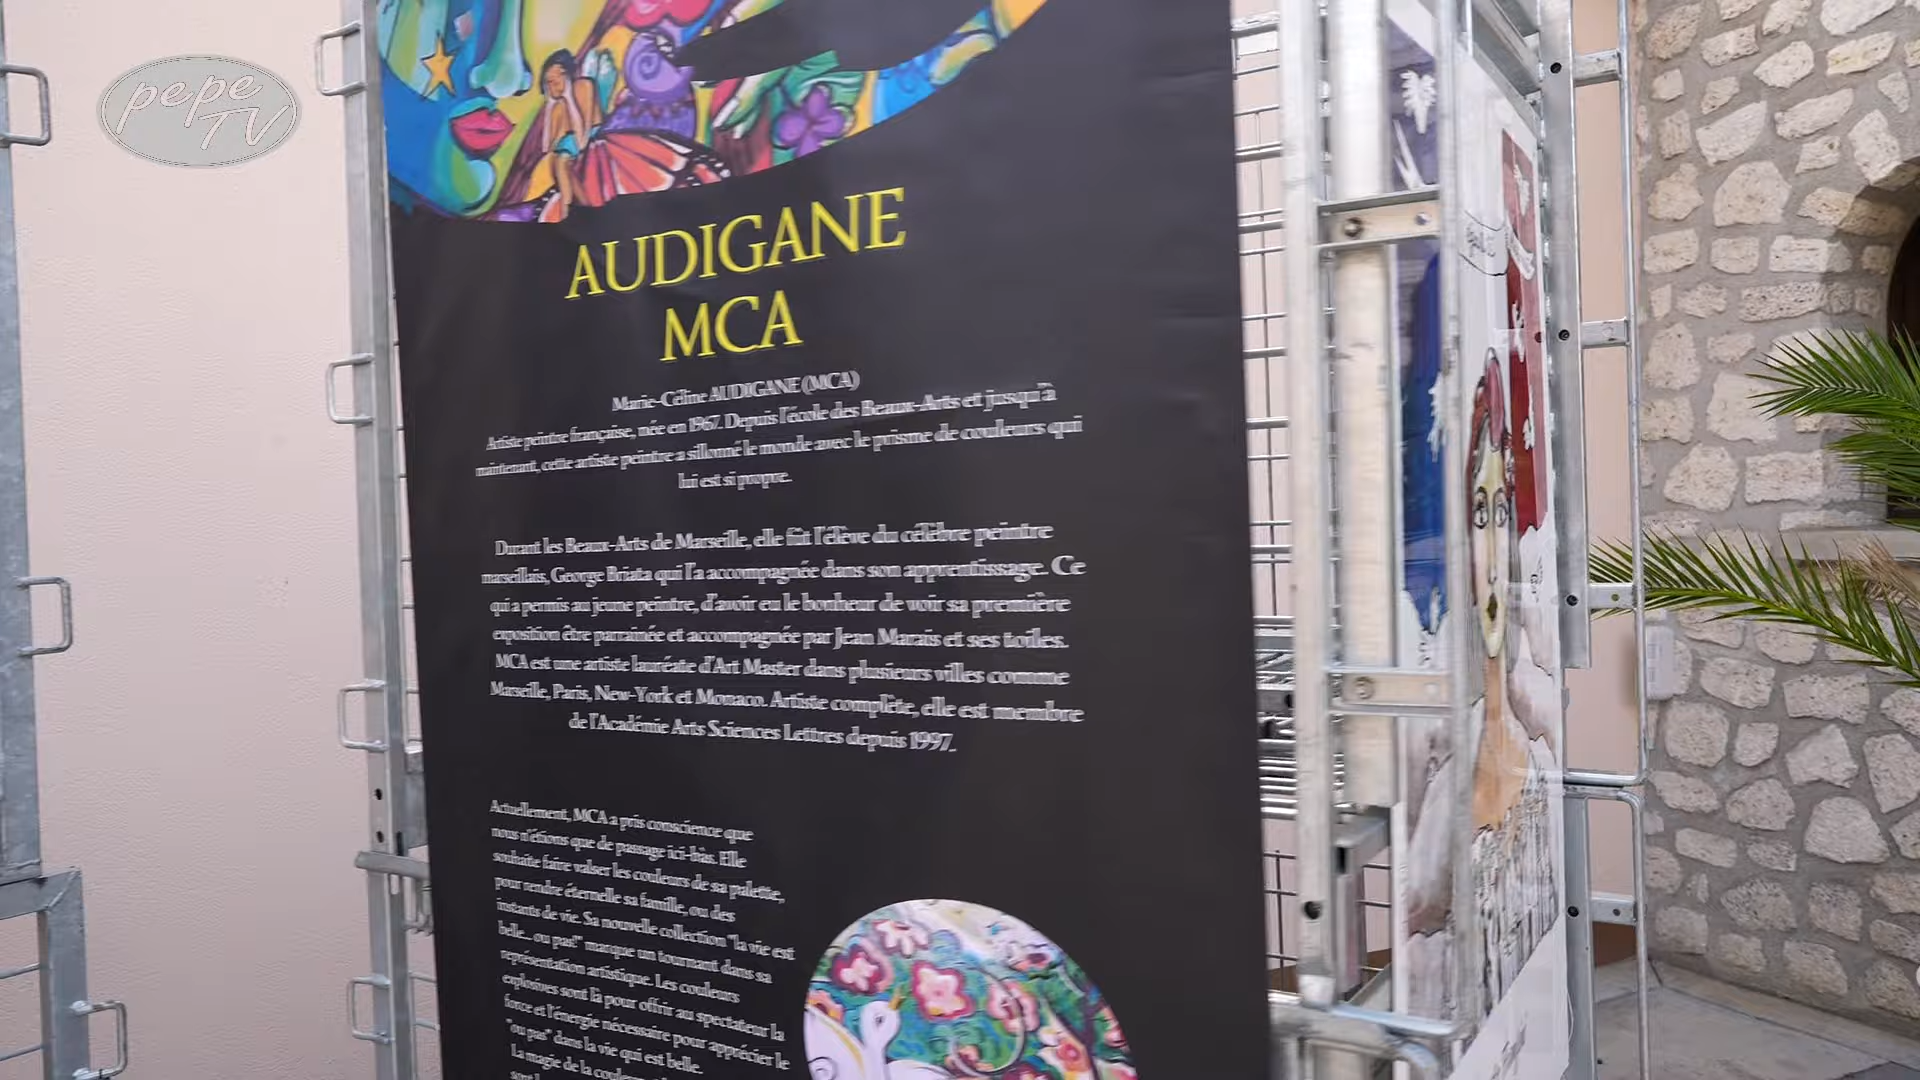 pepe
TV
AUDIGANE
MCA
Marie-Céline AUDIGANE (MCA)
Artiste peintre française, née en 1967. Depuis l'école des Beaux-Arts et jusqu'à
maintenant, cette artiste peintre a sillonné le monde avec le prisme de couleurs qui
lui est si propre.
Durant les Beaux-Arts de Marseille, elle fût l'élève du célèbre peintre
marseillais, George Briata qui l'a accompagnée dans son apprentissage. Ce
qui a permis au jeune peintre, d'avoir eu le bonheur de voir sa première
exposition être parrainée et accompagnée par Jean Marais et ses toiles.
MCA est une artiste lauréate d'Art Master dans plusieurs villes comme
Marseille, Paris, New-York et Monaco. Artiste complète, elle est membre
de l'Académie Arts Sciences Lettres depuis 1997.
Actuellement, MCA a pris conscience que
nous n'étions que de passage ici-bàs. Elle
souhaite faire valser les couleurs de sa palette,
pour rendre éternelle sa famille, ou des
instants de vie. Sa nouvelle collection "la vie est
belle... ou pas!" marque un tournant dans sa
représentation artistique. Les couleurs
explosives sont là pour offrir au spectateur la
force et l'énergie nécessaire pour apprécier le
"ou pas" dans la vie qui est belle.
La magie de la couleur
sont